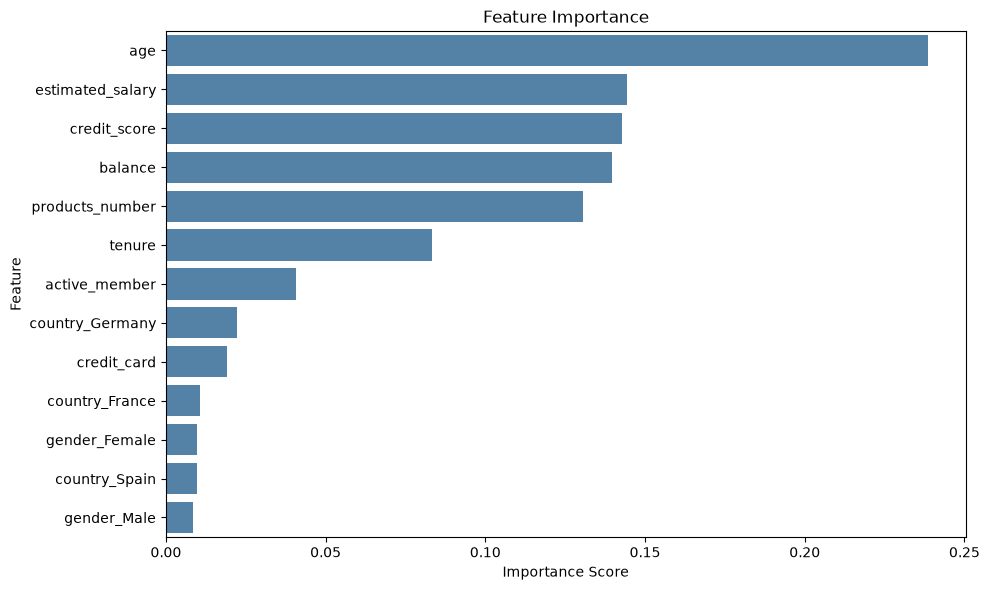 Feature Importance
Feature
age
estimated_salary
credit_score
balance
products_number
tenure
active_member
country_Germany
credit_card
country_France
gender_Female
country_Spain
gender_Male
0.00 0.05 0.10 0.15 0.20 0.25
Importance Score